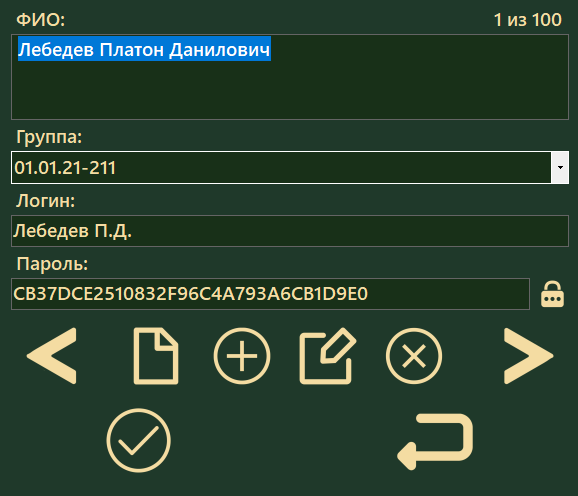 ФИО:
1 из 100
Лебедев Платон Данилович
Группа:
01.01.21-211
Логин:
Лебедев П.Д.
Пароль:
CB37DCE2510832F96C4A793A6CB1D9E0